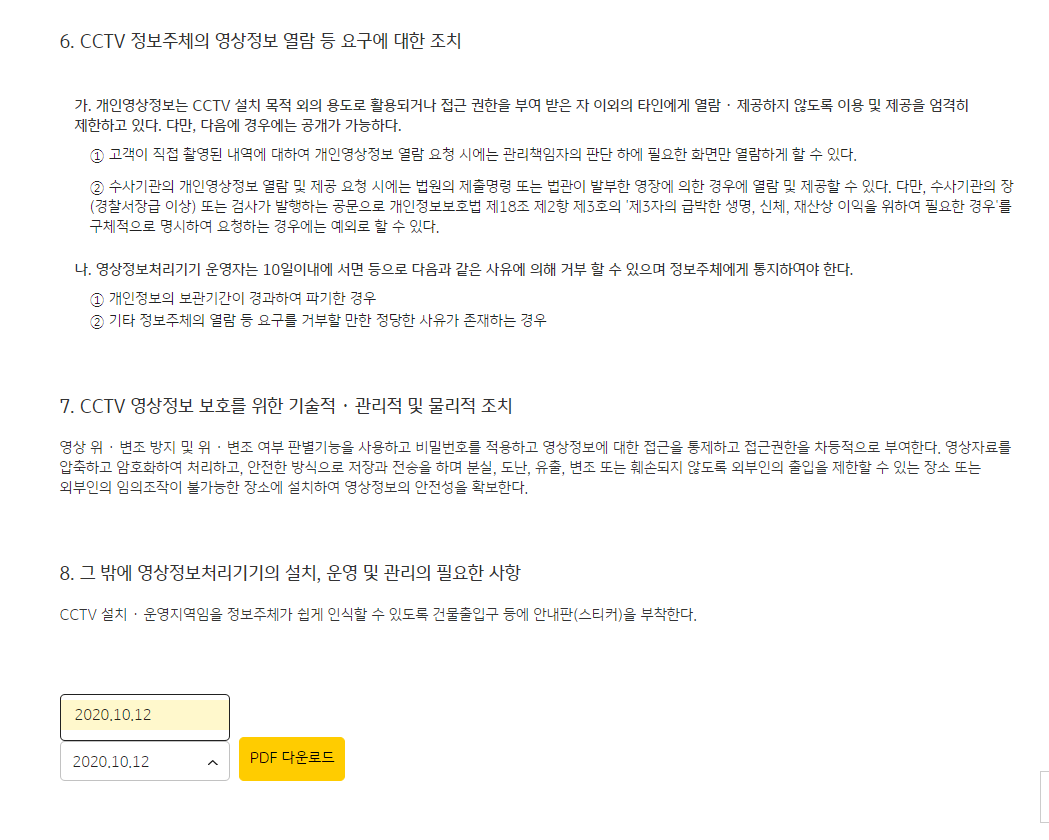 6. CCTV 정보주체의 영상정보 열람 등 요구에 대한 조치
가. 개인영상정보는 CCTV 설치 목적 외의 용도로 활용되거나 접근 권한을 부여 받은 자 이외의 타인에게 열람 · 제공하지 않도록 이용 및 제공을 엄격히
제한하고 있다. 다만, 다음에 경우에는 공개가 가능하다.
① 고객이 직접 촬영된 내역에 대하여 개인영상정보 열람 요청 시에는 관리책임자의 판단 하에 필요한 화면만 열람하게 할 수 있다.
② 수사기관의 개인영상정보 열람 및 제공 요청 시에는 법원의 제출명령 또는 법관이 발부한 영장에 의한 경우에 열람 및 제공할 수 있다. 다만, 수사기관의 장
(경찰서장급 이상) 또는 검사가 발행하는 공문으로 개인정보보호법 제18조 제2항 제3호의 '제3자의 급박한 생명, 신체, 재산상 이익을 위하여 필요한 경우'를
구체적으로 명시하여 요청하는 경우에는 예외로 할 수 있다.
나. 영상정보처리기기 운영자는 10일이내에 서면 등으로 다음과 같은 사유에 의해 거부 할 수 있으며 정보주체에게 통지하여야 한다.
① 개인정보의 보관기간이 경과하여 파기한 경우
② 기타 정보주체의 열람 등 요구를 거부할 만한 정당한 사유가 존재하는 경우
7. CCTV 영상정보 보호를 위한 기술적 · 관리적 및 물리적 조치
영상 위 · 변조 방지 및 위 · 변조 여부 판별기능을 사용하고 비밀번호를 적용하고 영상정보에 대한 접근을 통제하고 접근권한을 차등적으로 부여한다. 영상자료를
압축하고 암호화하여 처리하고, 안전한 방식으로 저장과 전송을 하며 분실, 도난, 유출, 변조 또는 훼손되지 않도록 외부인의 출입을 제한할 수 있는 장소 또는
외부인의 임의조작이 불가능한 장소에 설치하여 영상정보의 안전성을 확보한다.
8. 그 밖에 영상정보처리기기의 설치, 운영 및 관리의 필요한 사항
CCTV 설치 · 운영지역임을 정보주체가 쉽게 인식할 수 있도록 건물출입구 등에 안내판(스티커)을 부착한다.
2020.10.12
2020.10.12
PDF 다운로드